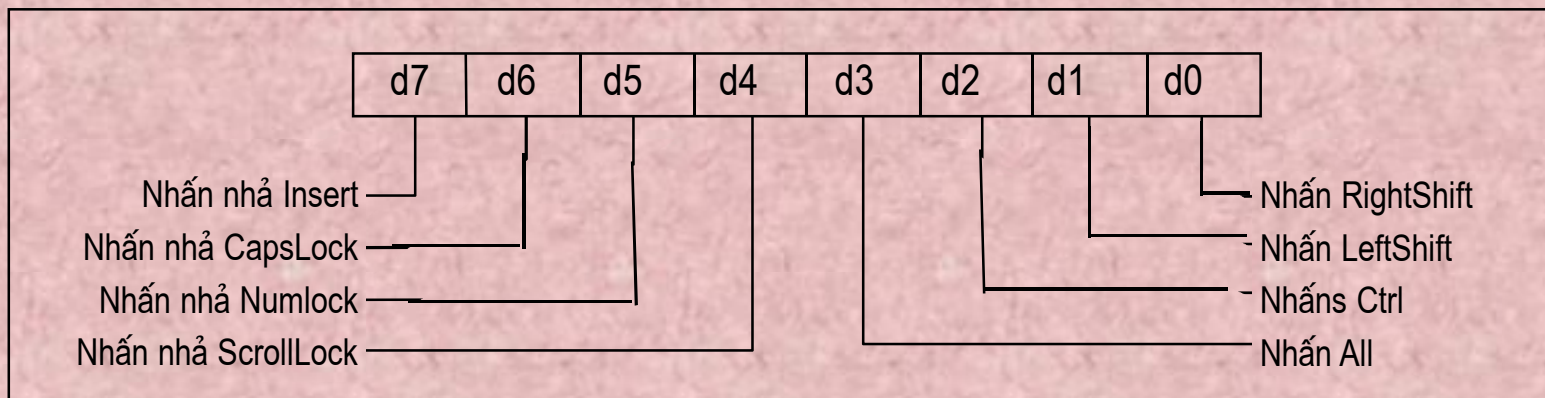 d7 d6 d5 d4 d3 d2 d1 d0
Nhấn nhả Insert
Nhấn nhả CapsLock
Nhấn nhả Numlock
Nhấn nhả ScrollLock
Nhấn RightShift
Nhấn LeftShift
Nhấns Ctrl
Nhấn All